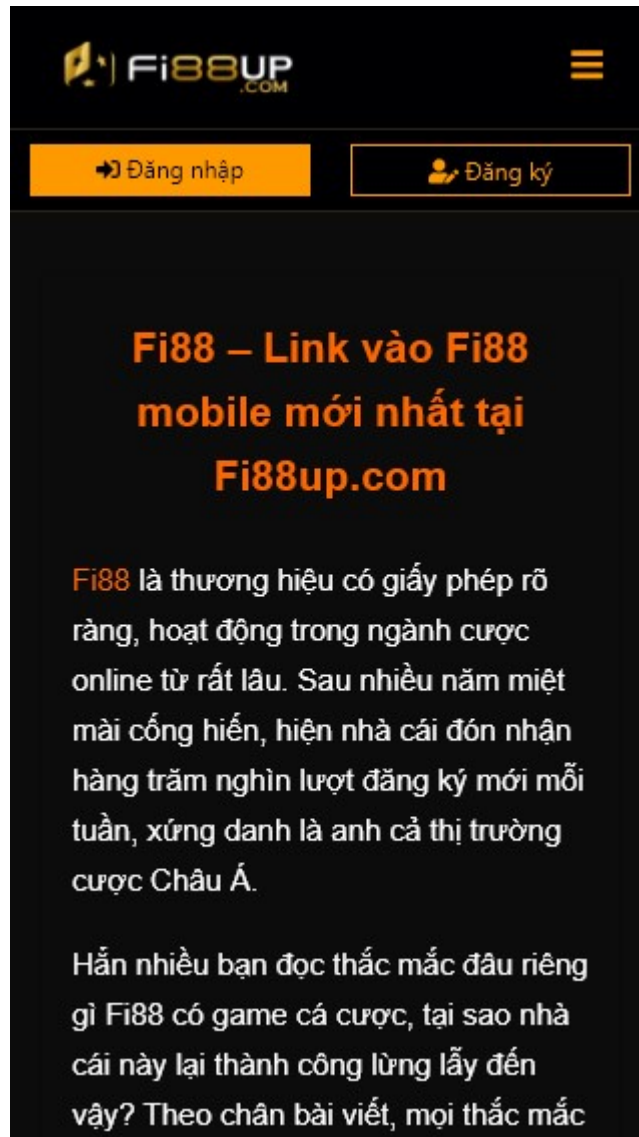 Fi88UP
.COM
Đăng nhập
Đăng ký
Fi88 – Link vào Fi88
mobile mới nhất tại
Fi88up.com
Fi88 là thương hiệu có giấy phép rõ
ràng, hoạt động trong ngành cược
online từ rất lâu. Sau nhiều năm miệt
mài cống hiến, hiện nhà cái đón nhận
hàng trăm nghìn lượt đăng ký mới mỗi
tuần, xứng danh là anh cả thị trường
cược Châu Á.
Hẳn nhiều bạn đọc thắc mắc đâu riêng
gì Fi88 có game cá cược, tại sao nhà
cái này lại thành công lừng lẫy đến
vậy? Theo chân bài viết, mọi thắc mắc